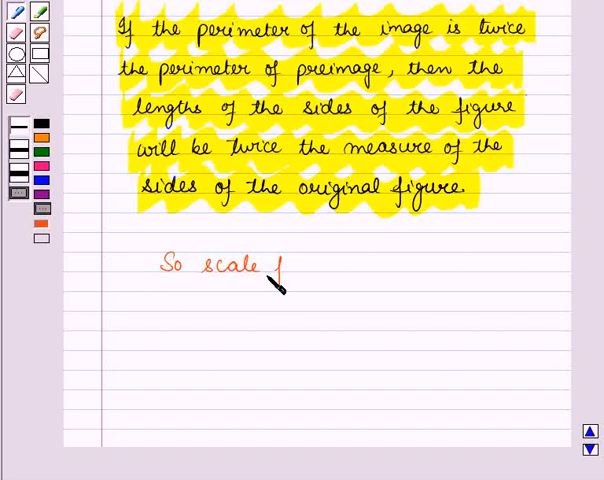 If the perimeter of the image is twice
the perimeter of preimage, then the
lengths of the sides of the figure
will be twice the measure of the
sides of the original figure.
So scale